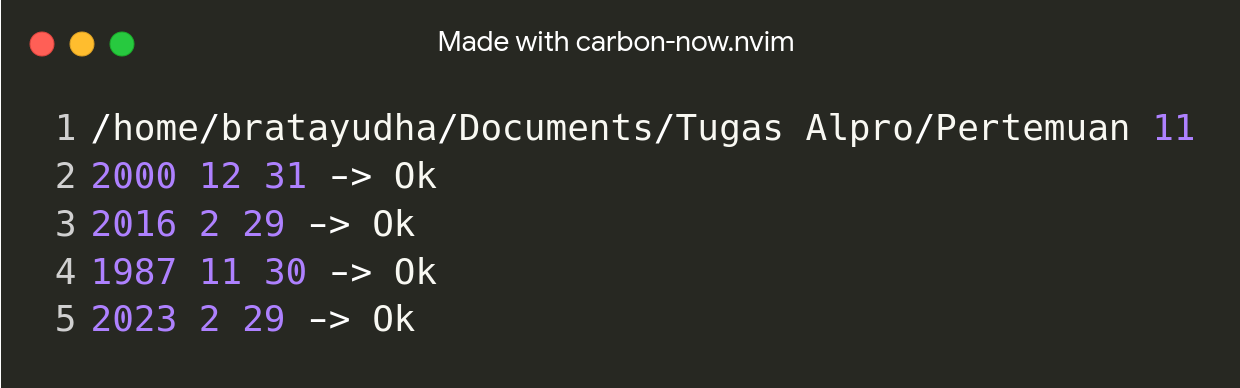 Made with carbon-now.nvim
1 /home/bratayudha/Documents/Tugas Alpro/Pertemuan 11
2 2000 12 31 -> Ok
3 2016 2 29 -> Ok
4 1987 11 30 -> Ok
5 2023 2 29 -> Ok